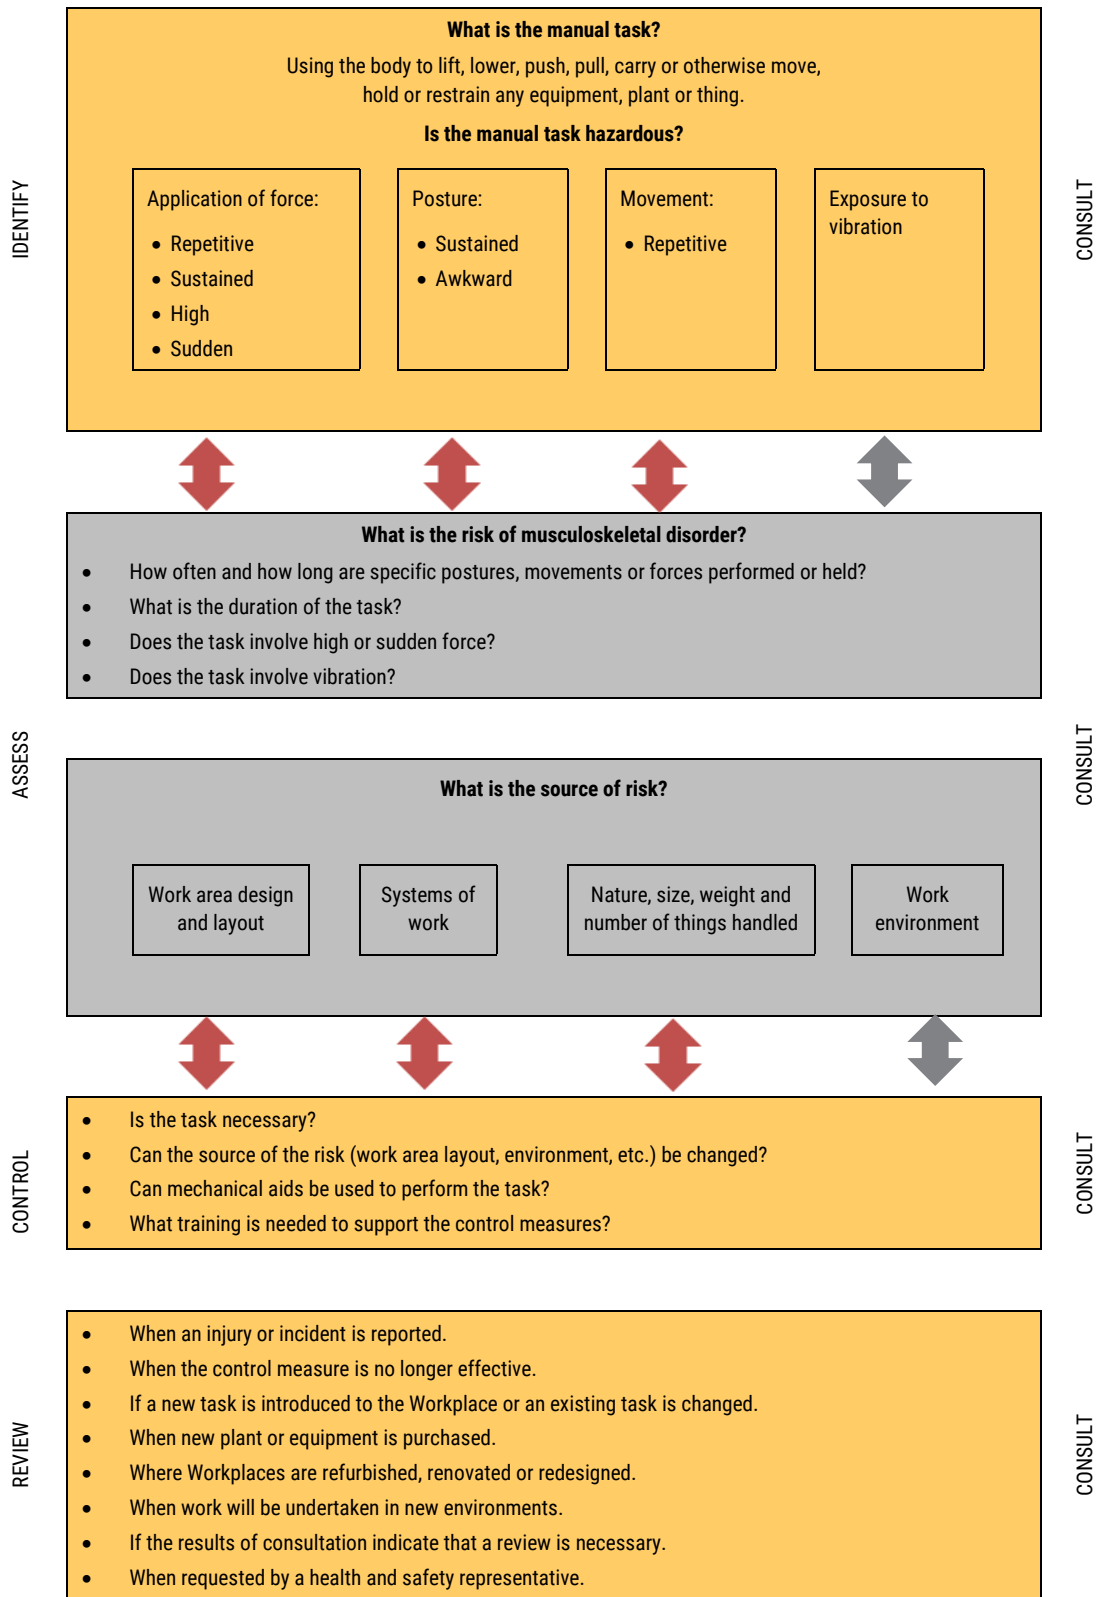 What is the manual task?
Using the body to lift, lower, push, pull, carry or otherwise move,
hold or restrain any equipment, plant or thing.
Is the manual task hazardous?
IDENTIFY
Application of force:
• Repetitive
• Sustained
• High
• Sudden
Posture:
• Sustained
• Awkward
Movement:
• Repetitive
Exposure to
vibration
CONSULT
What is the risk of musculoskeletal disorder?
• How often and how long are specific postures, movements or forces performed or held?
• What is the duration of the task?
• Does the task involve high or sudden force?
• Does the task involve vibration?
ASSESS
CONSULT
What is the source of risk?
Work area design
and layout
Systems of
work
Nature, size, weight and
number of things handled
Work
environment
CONTROL
• Is the task necessary?
• Can the source of the risk (work area layout, environment, etc.) be changed?
• Can mechanical aids be used to perform the task?
• What training is needed to support the control measures?
CONSULT
REVIEW
• When an injury or incident is reported.
• When the control measure is no longer effective.
• If a new task is introduced to the Workplace or an existing task is changed.
• When new plant or equipment is purchased.
• Where Workplaces are refurbished, renovated or redesigned.
• When work will be undertaken in new environments.
• If the results of consultation indicate that a review is necessary.
• When requested by a health and safety representative.
CONSULT